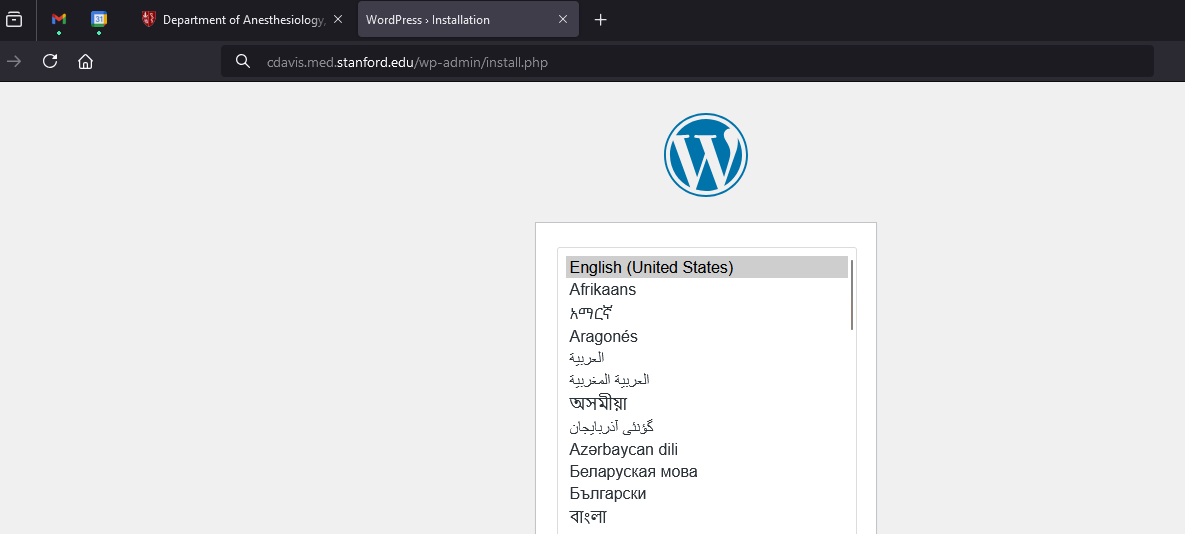 31
Department of Anesthesiology,
WordPress › Installation
cdavis.med.stanford.edu/wp-admin/install.php
W
English (United States)
Afrikaans
አማርኛ
Aragonés
العربية
العربية المغربية
অসমীয়া
گؤنئی آذربایجان
Azərbaycan dili
Беларуская мова
Български
বাংলা